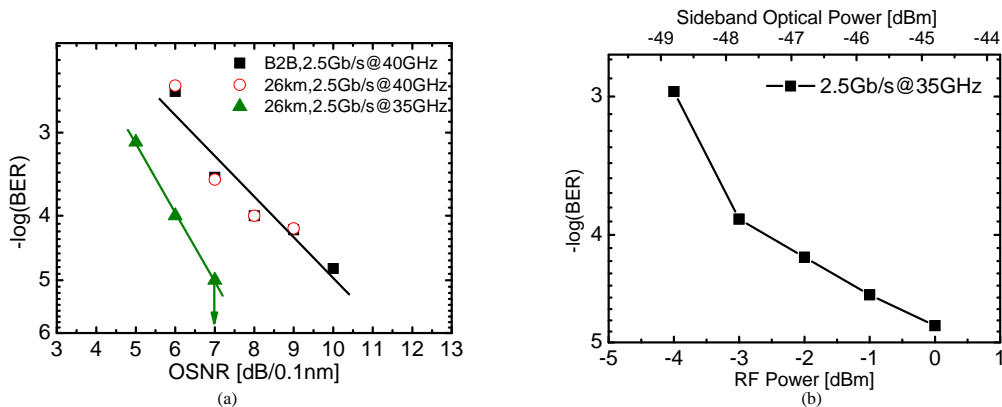 B2B,2.5Gb/s@40GHz
26km,2.5Gb/s@40GHz
26km,2.5Gb/s@35GHz
-log(BER)
3
4
5
6
3 4 5 6 7 8 9 10 11 12 13
OSNR [dB/0.1nm]
(a)
Sideband Optical Power [dBm]
-49 -48 -47 -46 -45 -44
2.5Gb/s@35GHz
-log(BER)
3
4
5
-5 -4 -3 -2 -1 0 1
RF Power [dBm]
(b)